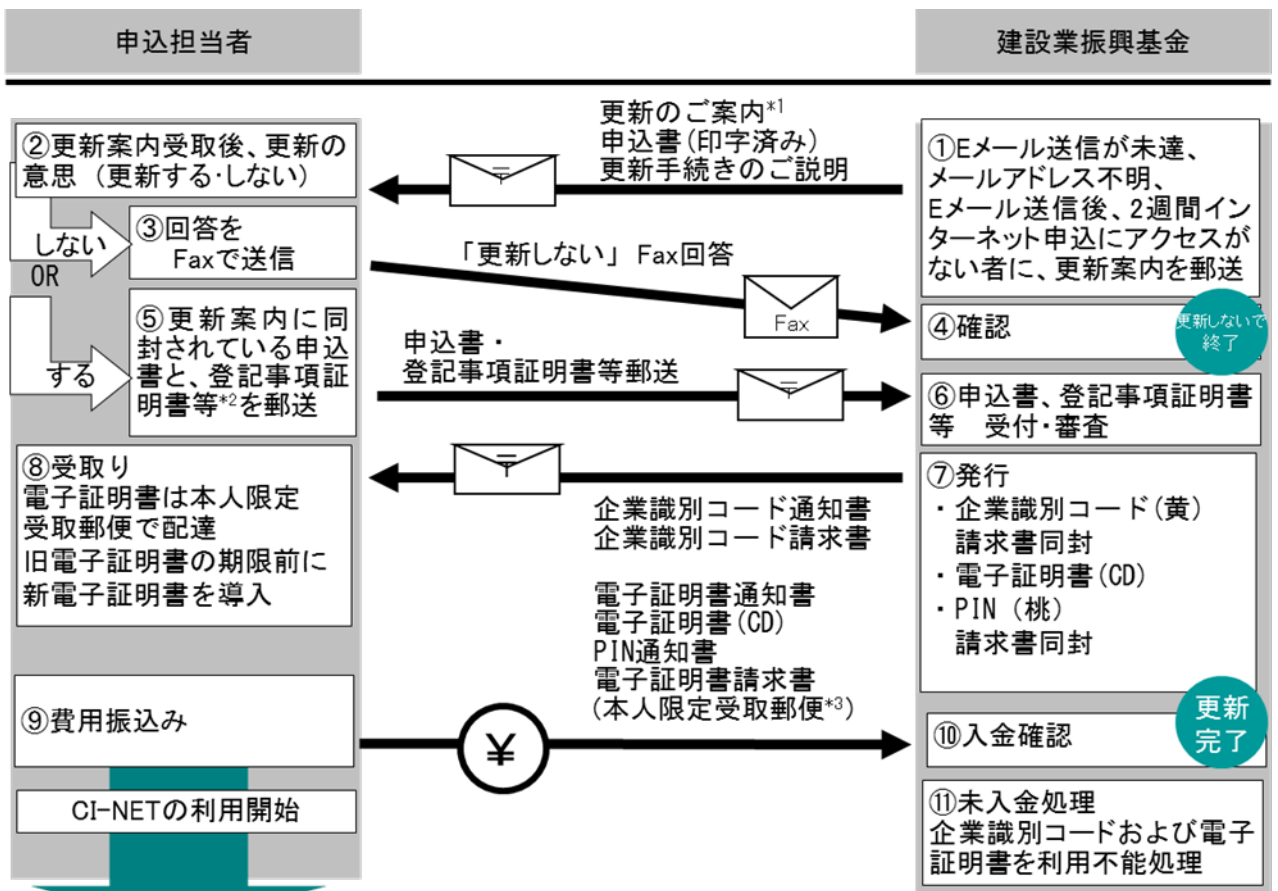 申込担当者
建設業振興基金
更新のご案内*1
申込書(印字済み)
更新手続きのご説明
②更新案内受取後、更新の
意思（更新する･しない）
①Eメール送信が未達、
メールアドレス不明、
Eメール送信後、2週間イン
ターネット申込にアクセスが
ない者に、更新案内を郵送
しない
③回答を
Faxで送信
OR
「更新しない」 Fax回答
Fax
④確認
更新しないで
終了
する
⑤更新案内に同
封されている申込
書と、登記事項証
明書等*2を郵送
申込書・
登記事項証明書等郵送
〒
⑥申込書、登記事項証明書
等　受付・審査
⑧受取り
電子証明書は本人限定
受取郵便で配達
旧電子証明書の期限前に
新電子証明書を導入
〒
企業識別コード通知書
企業識別コード請求書
電子証明書通知書
電子証明書(CD)
PIN通知書
電子証明書請求書
(本人限定受取郵便*3)
〒
⑦発行
・企業識別コード(黄)
請求書同封
・電子証明書(CD)
・PIN（桃）
請求書同封
⑨費用振込み
¥
⑩入金確認
更新
完了
CI-NETの利用開始
⑪未入金処理
企業識別コードおよび電子
証明書を利用不能処理